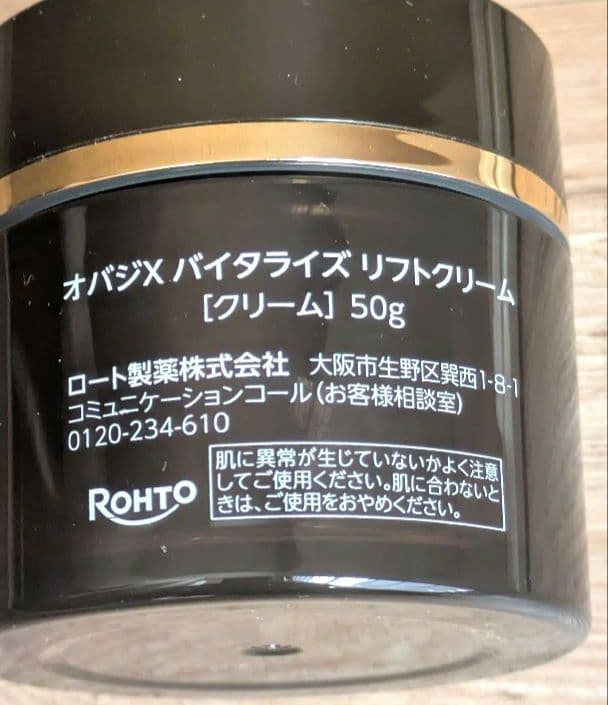 オバジX バイタライズ リフトクリーム
[クリーム] 50g
ロート製薬株式会社 大阪市生野区巽西1-8-1
コミュニケーションコール(お客様相談室)
0120-234-610
ROHTO
肌に異常が生じていないかよく注意
してご使用ください。肌に合わないと
きは、ご使用をおやめください。